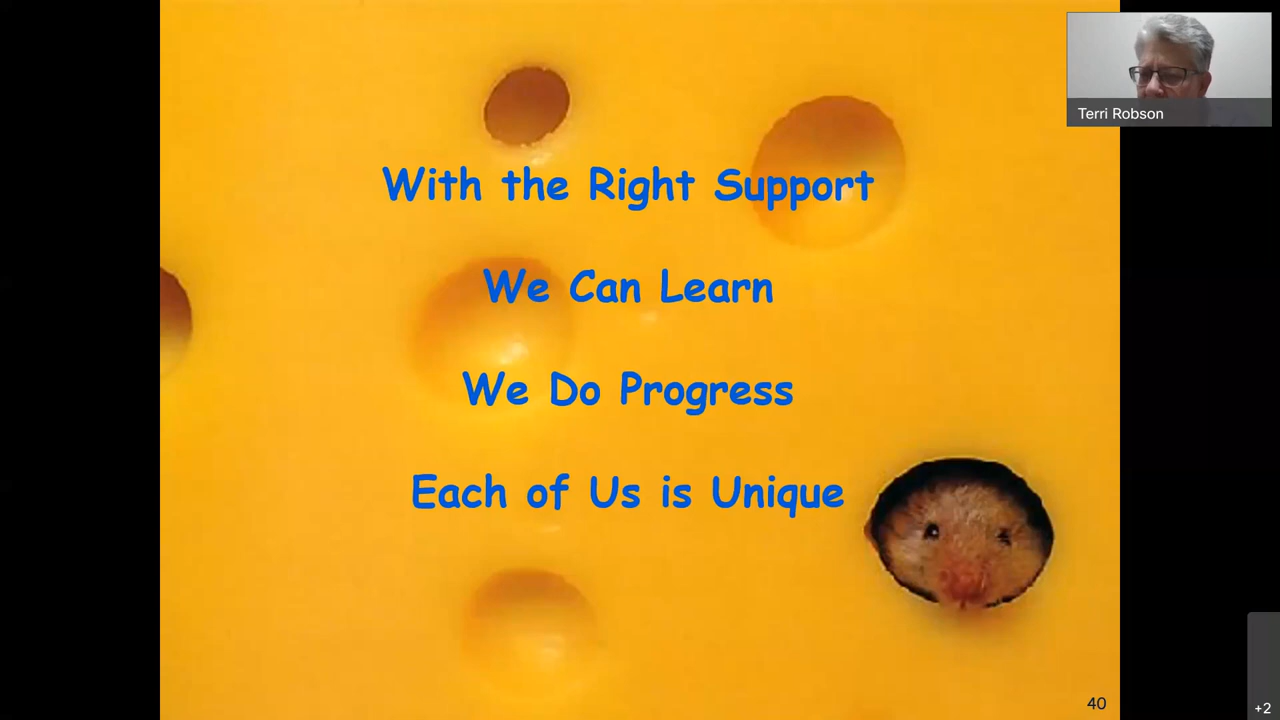 Terri Robson
With the Right Support
We Can Learn
We Do Progress
Each of Us is Unique
40
+2